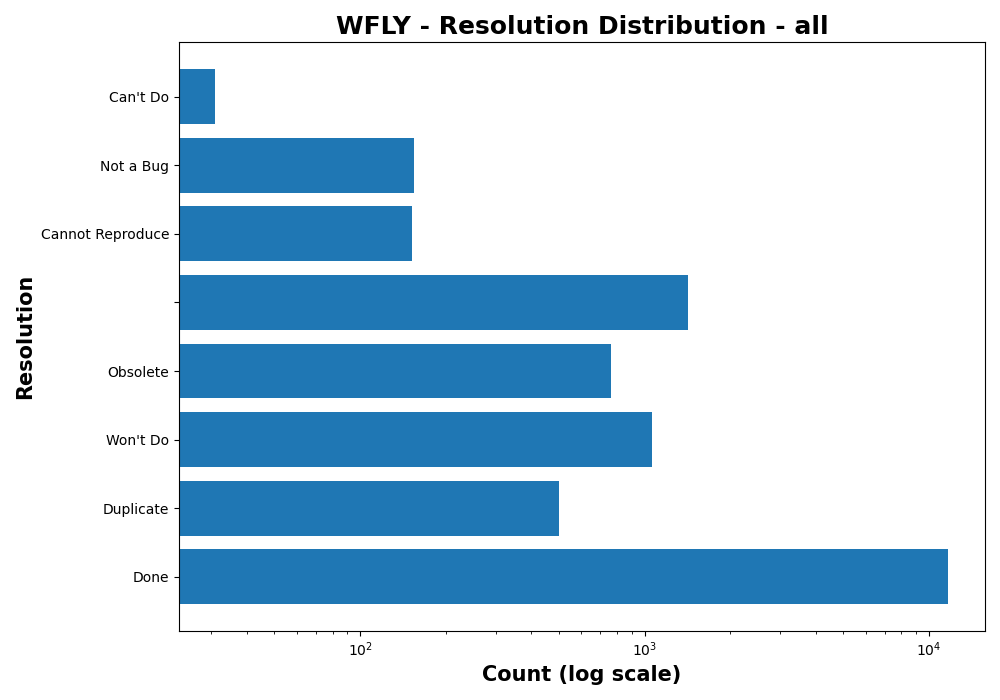 WFLY - Resolution Distribution - all
Can't Do
Not a Bug
Cannot Reproduce
Obsolete
Won't Do
Duplicate
Done
Resolution
10²
10³
10⁴
Count (log scale)